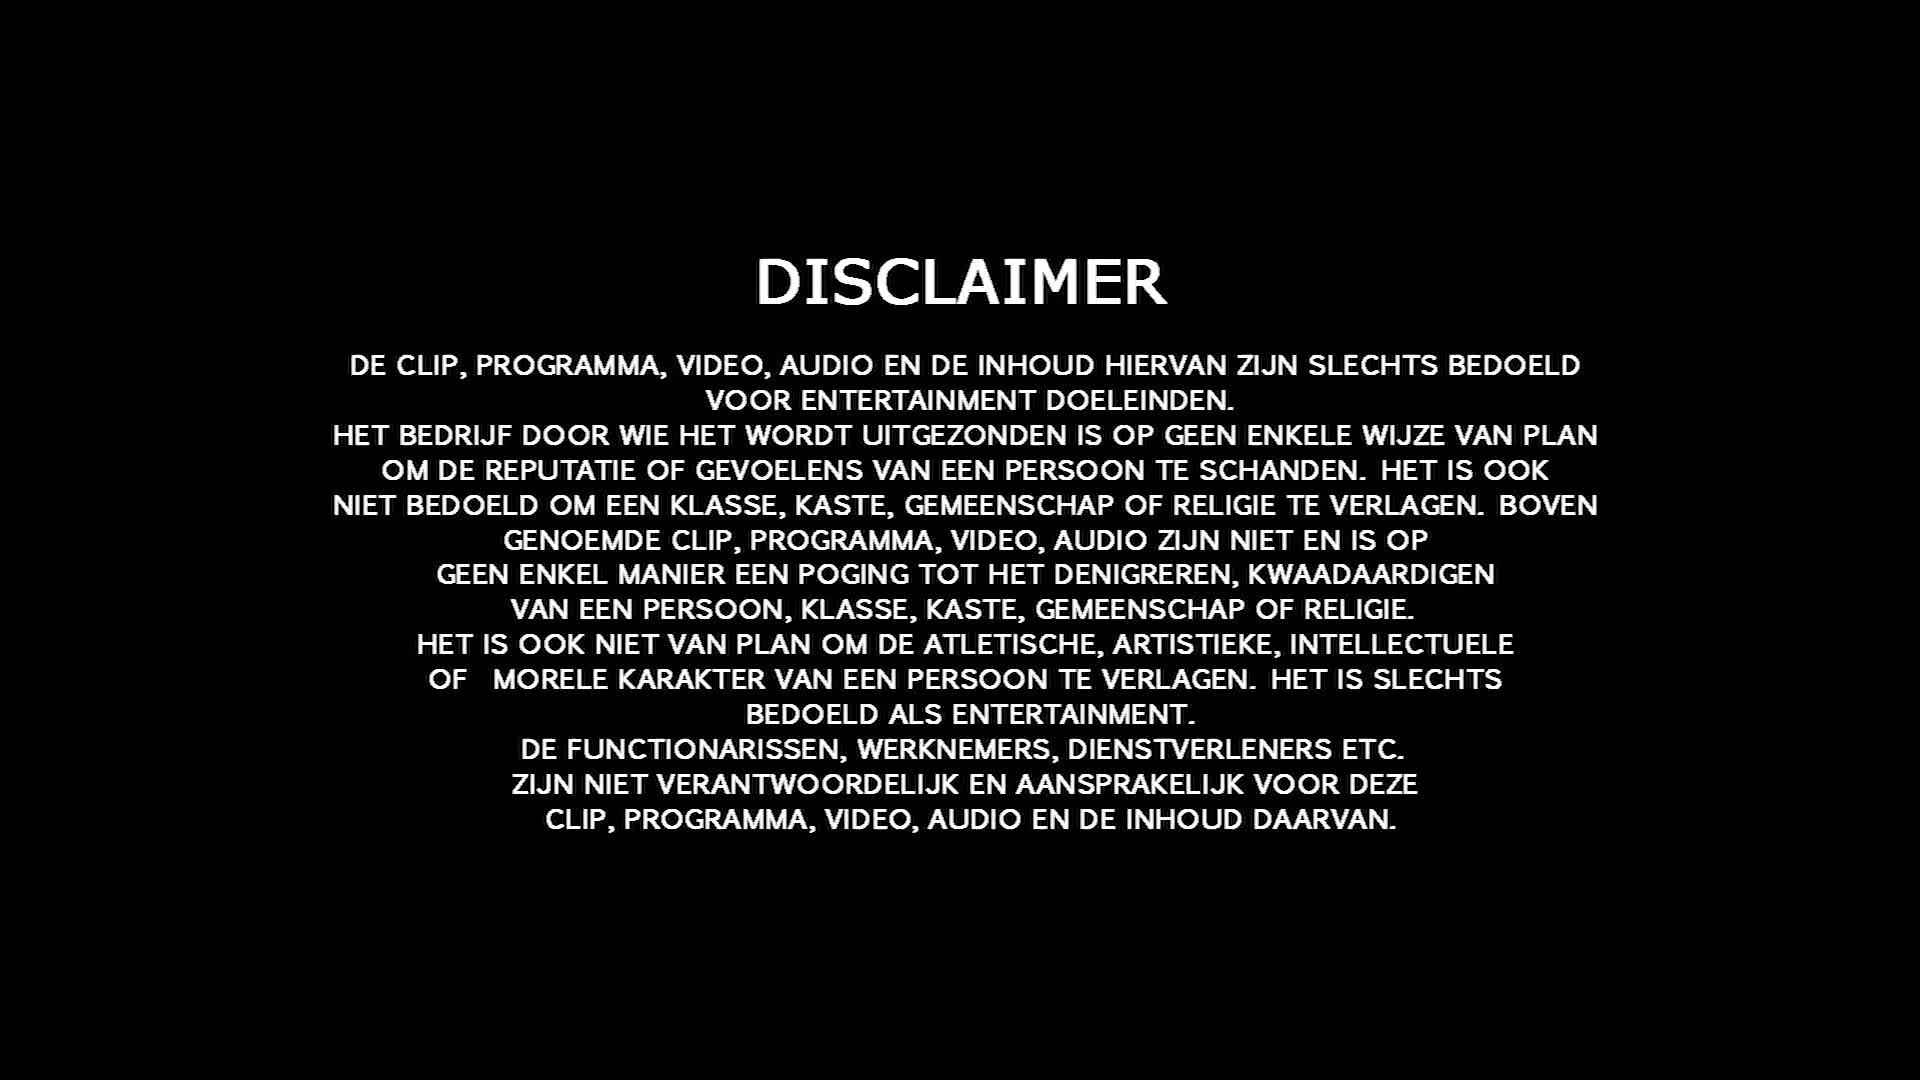 DISCLAIMER
DE CLIP, PROGRAMMA, VIDEO, AUDIO EN DE INHOUD HIERVAN ZIJN SLECHTS BEDOELD
VOOR ENTERTAINMENT DOELEINDEN.
HET BEDRIJF DOOR WIE HET WORDT UITGEZONDEN IS OP GEEN ENKELE WIJZE VAN PLAN
OM DE REPUTATIE OF GEVOELENS VAN EEN PERSOON TE SCHANDEN. HET IS OOK
NIET BEDOELD OM EEN KLASSE, KASTE, GEMEENSCHAP OF RELIGIE TE VERLAGEN. BOVEN
GENOEMDE CLIP, PROGRAMMA, VIDEO, AUDIO ZIJN NIET EN IS OP
GEEN ENKEL MANIER EEN POGING TOT HET DENIGREREN, KWAADAARDIGEN
VAN EEN PERSOON, KLASSE, KASTE, GEMEENSCHAP OF RELIGIE.
HET IS OOK NIET VAN PLAN OM DE ATLETISCHE, ARTISTIEKE, INTELLECTUELE
OF MORELE KARAKTER VAN EEN PERSOON TE VERLAGEN. HET IS SLECHTS
BEDOELD ALS ENTERTAINMENT.
DE FUNCTIONARISSEN, WERKNEMERS, DIENSTVERLENERS ETC.
ZIJN NIET VERANTWOORDELIJK EN AANSPRAKELIJK VOOR DEZE
CLIP, PROGRAMMA, VIDEO, AUDIO EN DE INHOUD DAARVAN.